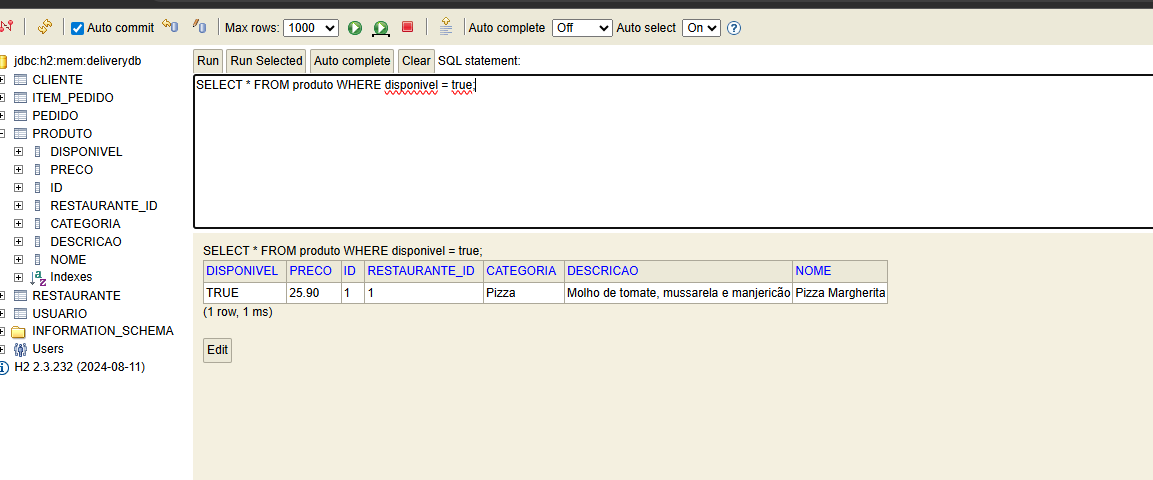 Auto commit Max rows: 1000 Auto complete Off Auto select On ?
jdbc:h2:mem:deliverydb
CLIENTE
ITEM_PEDIDO
PEDIDO
PRODUTO
DISPONIVEL
PRECO
ID
RESTAURANTE_ID
CATEGORIA
DESCRICAO
NOME
Indexes
RESTAURANTE
USUARIO
INFORMATION_SCHEMA
Users
H2 2.3.232 (2024-08-11)
Run Run Selected Auto complete Clear SQL statement:
SELECT * FROM produto WHERE disponivel = true;
SELECT * FROM produto WHERE disponivel = true;
DISPONIVEL PRECO ID RESTAURANTE_ID CATEGORIA DESCRICAO NOME
TRUE 25.90 1 1 Pizza Molho de tomate, mussarela e manjericão Pizza Margherita
(1 row, 1 ms)
Edit